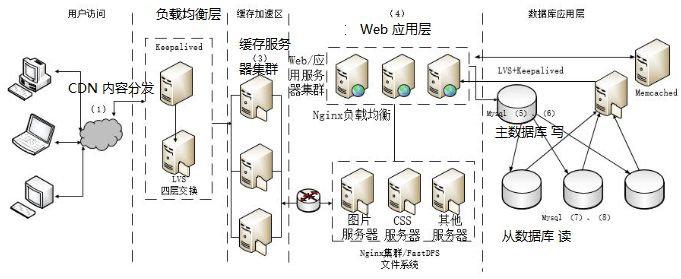 用户访问
负载均衡层
缓存加速区
(4)
数据库应用层
Keepalived
缓存服务
(3)
器集群
: Web 应用层
Web/应
用服务
器集群
LVS+Keepalived
CDN 内容分发
(1)
Memcached
Nginx负载均衡
Mysql (5)、(6)
主数据库 写
LVS
四层交换
图片
服务器
CSS
服务器
其他
服务器
Mysql (7)、(8)
从数据库 读
Nginx集群/FastDFS
文件系统